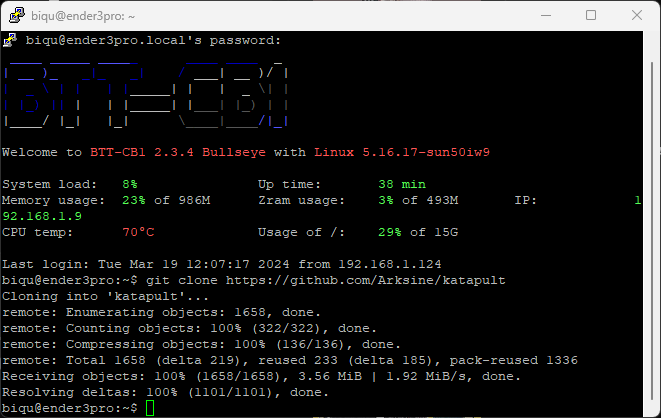 biqu@ender3pro: ~
biqu@ender3pro.local's password:
BTT-CB1
Welcome to BTT-CB1 2.3.4 Bullseye with Linux 5.16.17-sun50iw9
System load: 8% Up time: 38 min
Memory usage: 23% of 986M Zram usage: 3% of 493M IP: 1
92.168.1.9
CPU temp: 70°C Usage of /: 29% of 15G
Last login: Tue Mar 19 12:07:17 2024 from 192.168.1.124
biqu@ender3pro:~$ git clone https://github.com/Arksine/katapult
Cloning into 'katapult'...
remote: Enumerating objects: 1658, done.
remote: Counting objects: 100% (322/322), done.
remote: Compressing objects: 100% (136/136), done.
remote: Total 1658 (delta 219), reused 233 (delta 185), pack-reused 1336
Receiving objects: 100% (1658/1658), 3.56 MiB | 1.92 MiB/s, done.
Resolving deltas: 100% (1101/1101), done.
biqu@ender3pro:~$